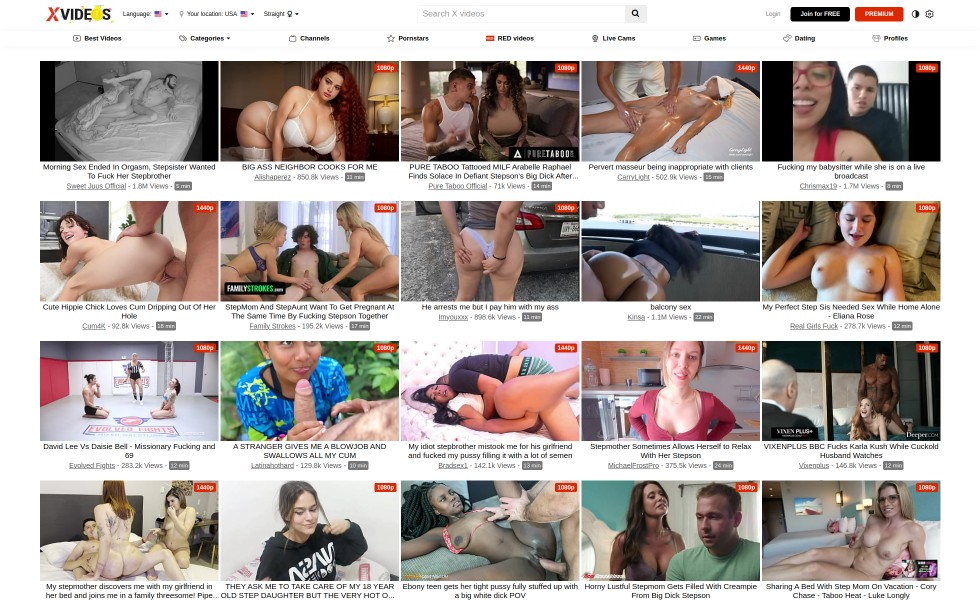 XVIDEOS Language: Your location: USA Straight Search X videos Login Join for FREE PREMIUM
Best Videos Categories Channels Pornstars RED videos Live Cams Games Dating Profiles
1080p 1080p 1440p 1080p
PURETABOO CarryLight
Morning Sex Ended In Orgasm, Stepsister Wanted
To Fuck Her Stepbrother
Sweet Juus Official - 1.8M Views - 5 min
BIG ASS NEIGHBOR COOKS FOR ME
Alishaperez - 850.8k Views - 11 min
PURE TABOO Tattooed MILF Arabelle Raphael
Finds Solace In Defiant Stepson's Big Dick After...
Pure Taboo Official - 71k Views - 14 min
Pervert masseur being inappropriate with clients
CarryLight - 502.9k Views - 15 min
Fucking my babysitter while she is on a live
broadcast
Chrismax19 - 1.7M Views - 8 min
1440p 1080p 1080p 1080p
FAMILYSTROKES.com
Cute Hippie Chick Loves Cum Dripping Out Of Her
Hole
Cum4K - 92.8k Views - 18 min
StepMom And StepAunt Want To Get Pregnant At
The Same Time By Fucking Stepson Together
Family Strokes - 195.2k Views - 17 min
He arrests me but I pay him with my ass
Imyouxxx - 898.6k Views - 11 min
balcony sex
Kinsa - 1.1M Views - 22 min
My Perfect Step Sis Needed Sex While Home Alone
- Eliana Rose
Real Girls Fuck - 278.7k Views - 12 min
1080p 1080p 1440p 1440p 1080p
EVOLVED FIGHTS VIXEN PLUS+ Deeper.COM
David Lee Vs Daisie Bell - Missionary Fucking and
69
Evolved Fights - 283.2k Views - 12 min
A STRANGER GIVES ME A BLOWJOB AND
SWALLOWS ALL MY CUM
Latinahothard - 129.8k Views - 10 min
My idiot stepbrother mistook me for his girlfriend
and fucked my pussy filling it with a lot of semen
Bradsex1 - 142.1k Views - 13 min
Stepmother Sometimes Allows Herself to Relax
With Her Stepson
MichaelFrostPro - 375.5k Views - 24 min
VIXENPLUS BBC Fucks Karla Kush While Cuckold
Husband Watches
Vixenplus - 146.8k Views - 12 min
1440p 1080p 1080p 1080p 1080p
My stepmother discovers me with my girlfriend in
her bed and joins me in a family threesome! Pipe...
THEY ASK ME TO TAKE CARE OF MY 18 YEAR
OLD STEP DAUGHTER BUT THE VERY HOT O...
Ebony teen gets her tight pussy fully stuffed up with
a big white dick POV
Horny Lustful Stepmom Gets Filled With Creampie
From Big Dick Stepson
Sharing A Bed With Step Mom On Vacation - Cory
Chase - Taboo Heat - Luke Longly